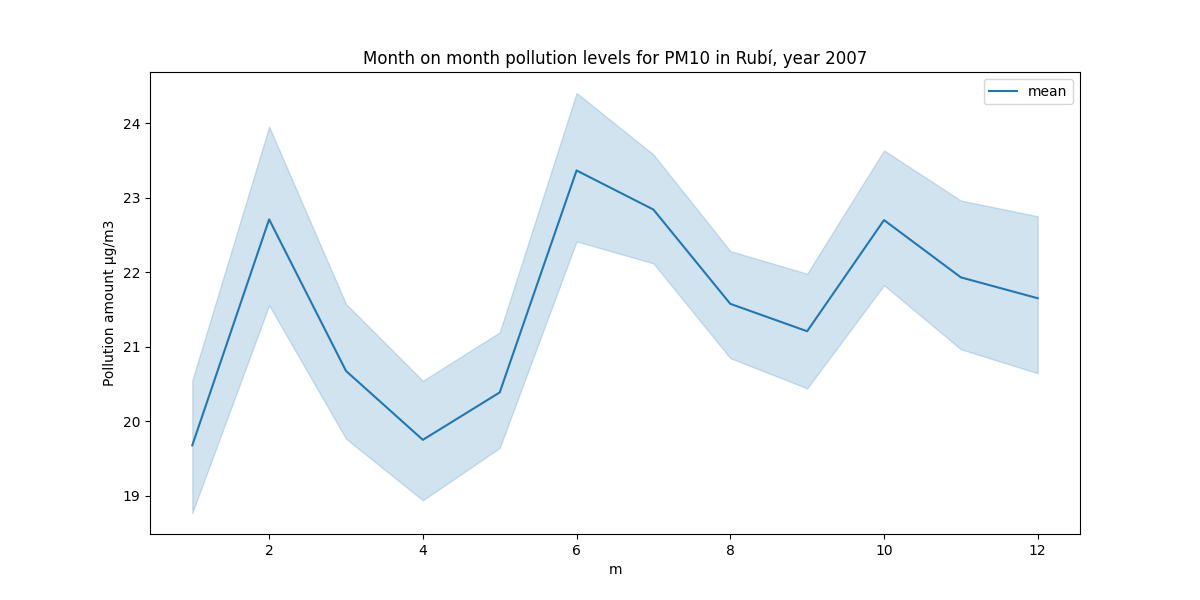 Month on month pollution levels for PM10 in Rubí, year 2007
mean
Pollution amount µg/m3
24
23
22
21
20
19
2 4 6 8 10 12
m